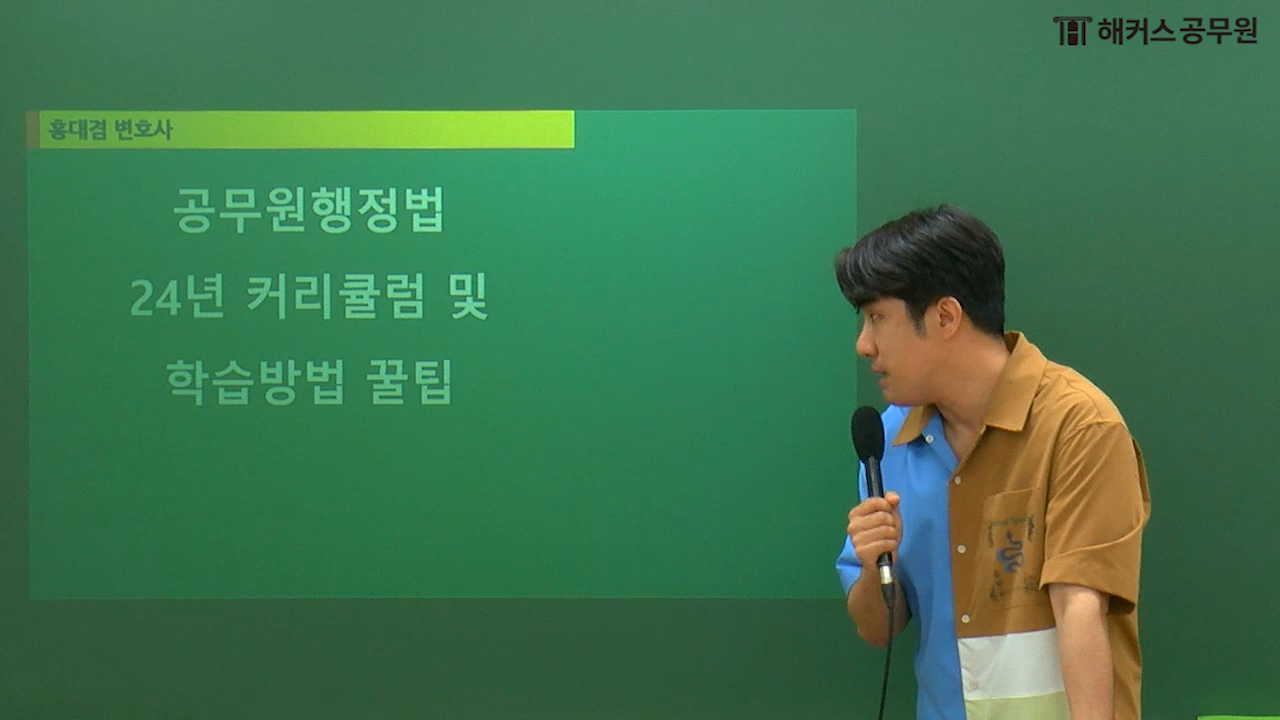 해커스공무원
홍대겸 변호사
공무원행정법
24년 커리큘럼 및
학습방법 꿀팁